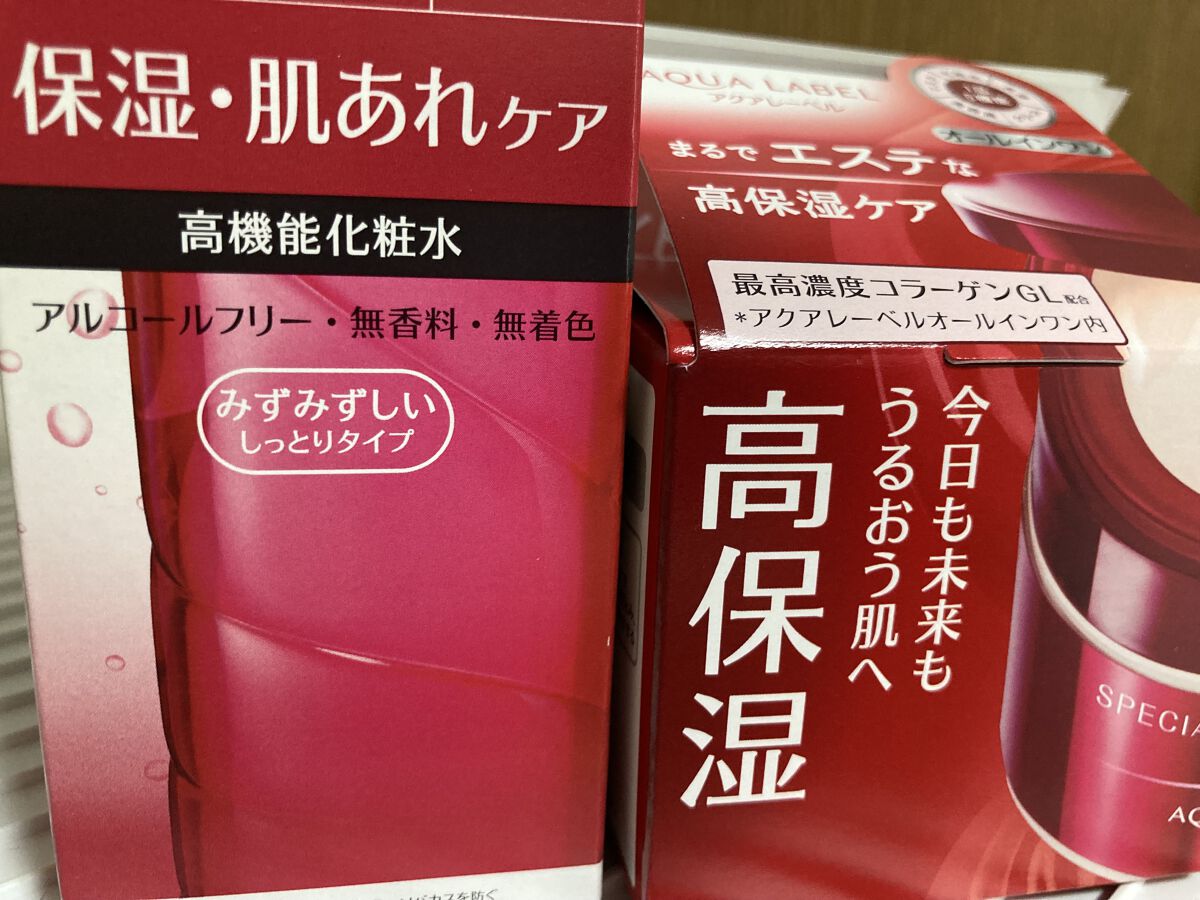 保湿・肌あれケア
高機能化粧水
アルコールフリー・無香料・無着色
みずみずしい
しっとりタイプ
カスを防ぐ
AQUA LABEL
アクアレーベル
オールインワン
まるでエステな
高保湿ケア
最高濃度コラーゲンGL配合
*アクアレーベルオールインワン内
高保湿
今日も未来も
うるおう肌へ
SPECIA
AQ